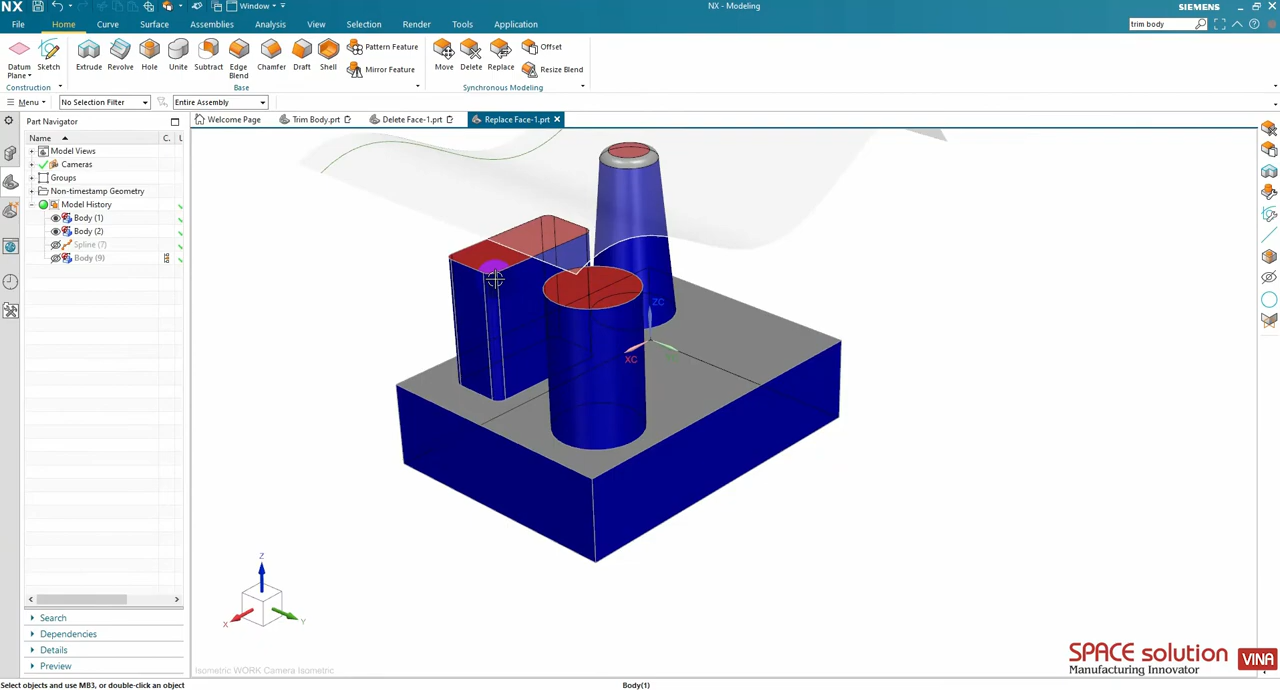 NX
Window
NX - Modeling
SIEMENS
File
Home
Curve
Surface
Assemblies
Analysis
View
Selection
Render
Tools
Application
trim body
Datum Plane
Sketch
Extrude
Revolve
Hole
Unite
Subtract
Edge Blend
Chamfer
Draft
Shell
Pattern Feature
Mirror Feature
Move
Delete
Replace
Offset
Resize Blend
Construction
Base
Synchronous Modeling
Menu
No Selection Filter
Entire Assembly
Part Navigator
Welcome Page
Trim Body.prt
Delete Face-1.prt
Replace Face-1.prt
Name
C.
Model Views
Cameras
Groups
Non-timestamp Geometry
Model History
Body (1)
Body (2)
Spline (7)
Body (9)
ZC
XC
Z
X
Y
Search
Dependencies
Details
Preview
Isometric WORK Camera Isometric
SPACE solution
Manufacturing Innovator
VINA
Select objects and use MB3, or double-click an object
Body(1)